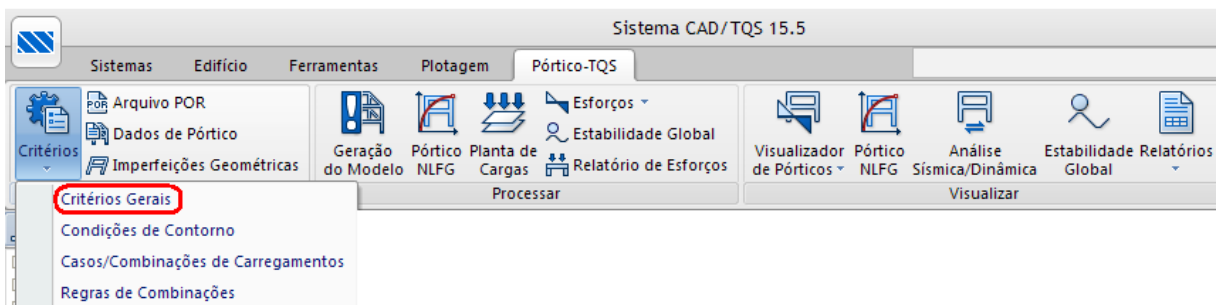 Sistema CAD/TQS 15.5
Sistemas Edifício Ferramentas Plotagem Pórtico-TQS
Critérios
POR Arquivo POR
Dados de Pórtico
Imperfeições Geométricas
Geração do Modelo
Pórtico NLFG
Planta de Cargas
Esforços
Estabilidade Global
Relatório de Esforços
Processar
Visualizador de Pórticos
Pórtico NLFG
Análise Sísmica/Dinâmica
Estabilidade Global
Relatórios
Visualizar
Critérios Gerais
Condições de Contorno
Casos/Combinações de Carregamentos
Regras de Combinações